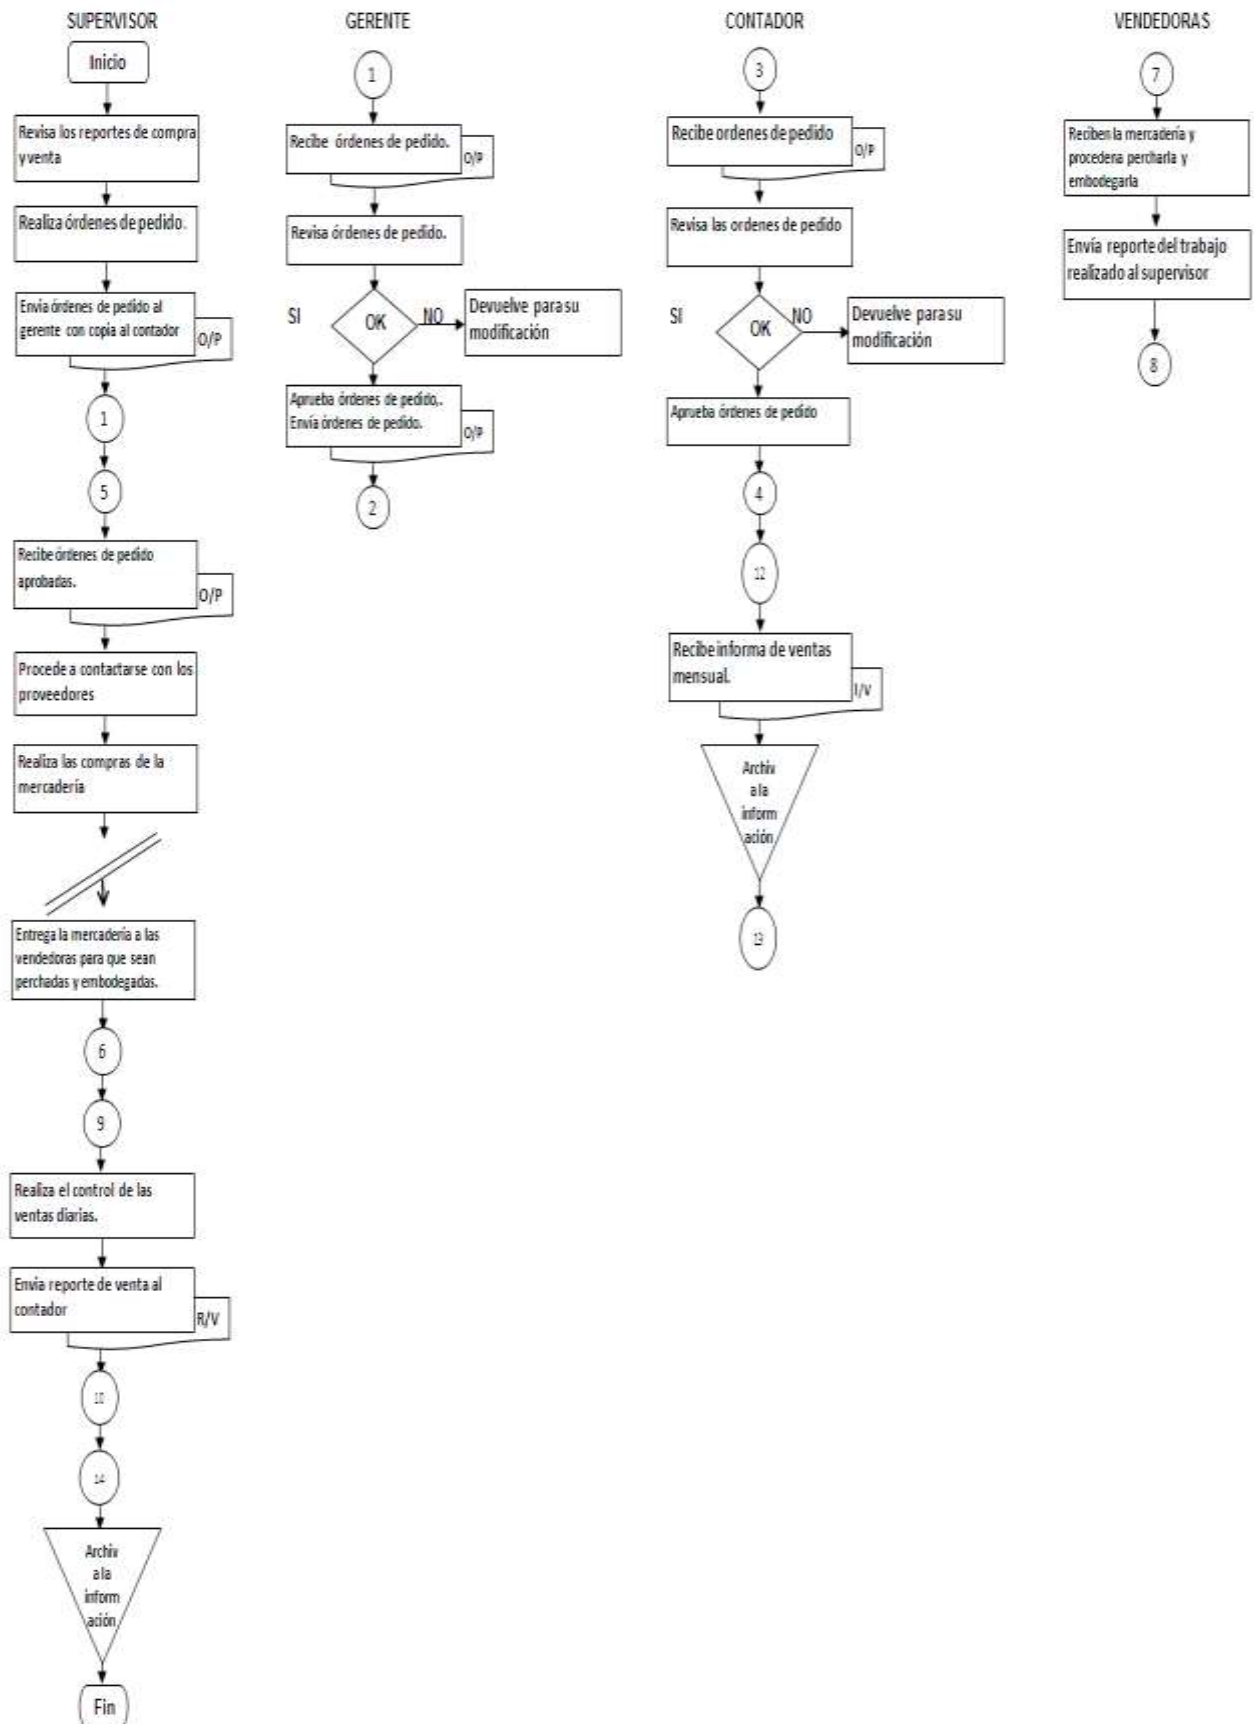 SUPERVISOR
Inicio
Revisa los reportes de compra
y venta
Realiza órdenes de pedido.
Envia órdenes de pedido al
gerente con copia al contador
O/P
1
5
Recibe órdenes de pedido
aprobadas.
O/P
Procede a contactarse con los
proveedores
Realiza las compras de la
mercadería
Entrega la mercadería a las
vendedoras para que sean
perchadas y embodegadas.
6
9
Realiza el control de las
ventas diarias.
Envia reporte de venta al
contador
R/V
10
14
Archiv
a la
inform
ación
Fin
GERENTE
1
Recibe órdenes de pedido.
O/P
Revisa órdenes de pedido.
SI
OK
NO
Devuelve para su
modificación
Aprueba órdenes de pedido,.
Envía órdenes de pedido.
O/P
2
CONTADOR
3
Recibe ordenes de pedido
O/P
Revisa las ordenes de pedido
SI
OK
NO
Devuelve para su
modificación
Aprueba órdenes de pedido
4
12
Recibe informa de ventas
mensual.
I/V
Archiv
a la
inform
ación
13
VENDEDORAS
7
Reciben la mercadería y
procedena percharla y
embodegarla
Envía reporte del trabajo
realizado al supervisor
8